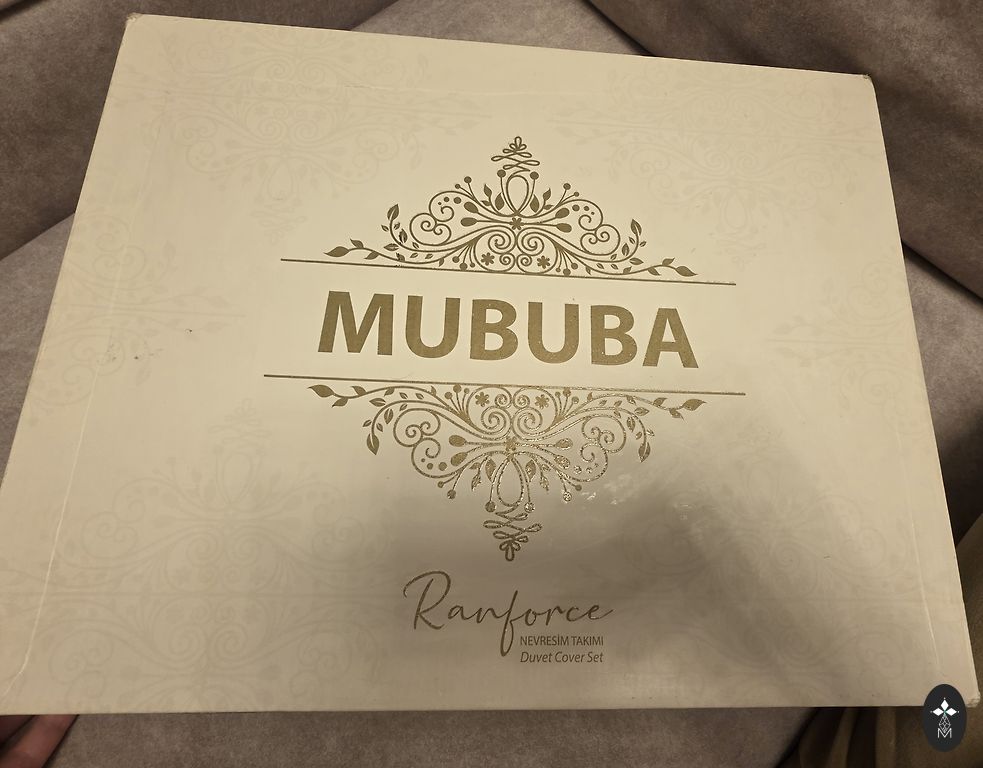 MUBUBA
Ranforce
NEVRESİM TAKIMI
Duvet Cover Set
M